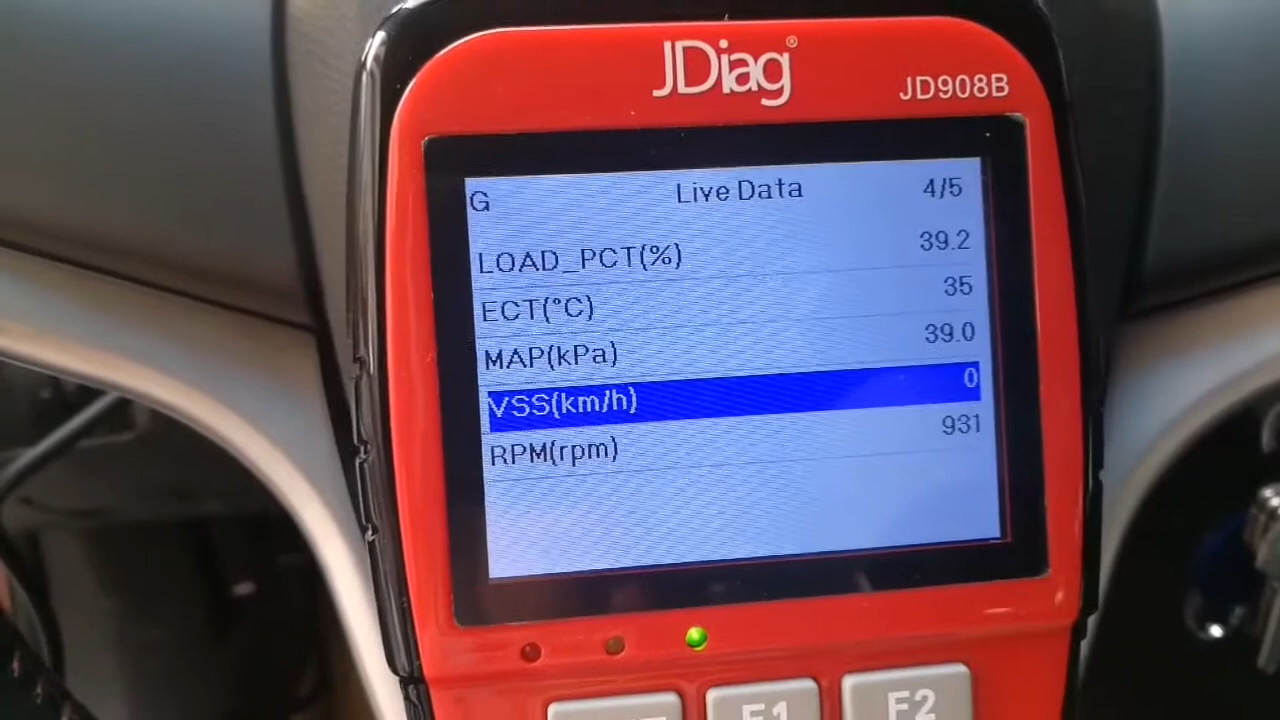 JDiag®
JD908B
G Live Data 4/5
LOAD_PCT(%) 39.2
ECT(°C) 35
MAP(kPa) 39.0
VSS(km/h) 0
RPM(rpm) 931
F1 F2